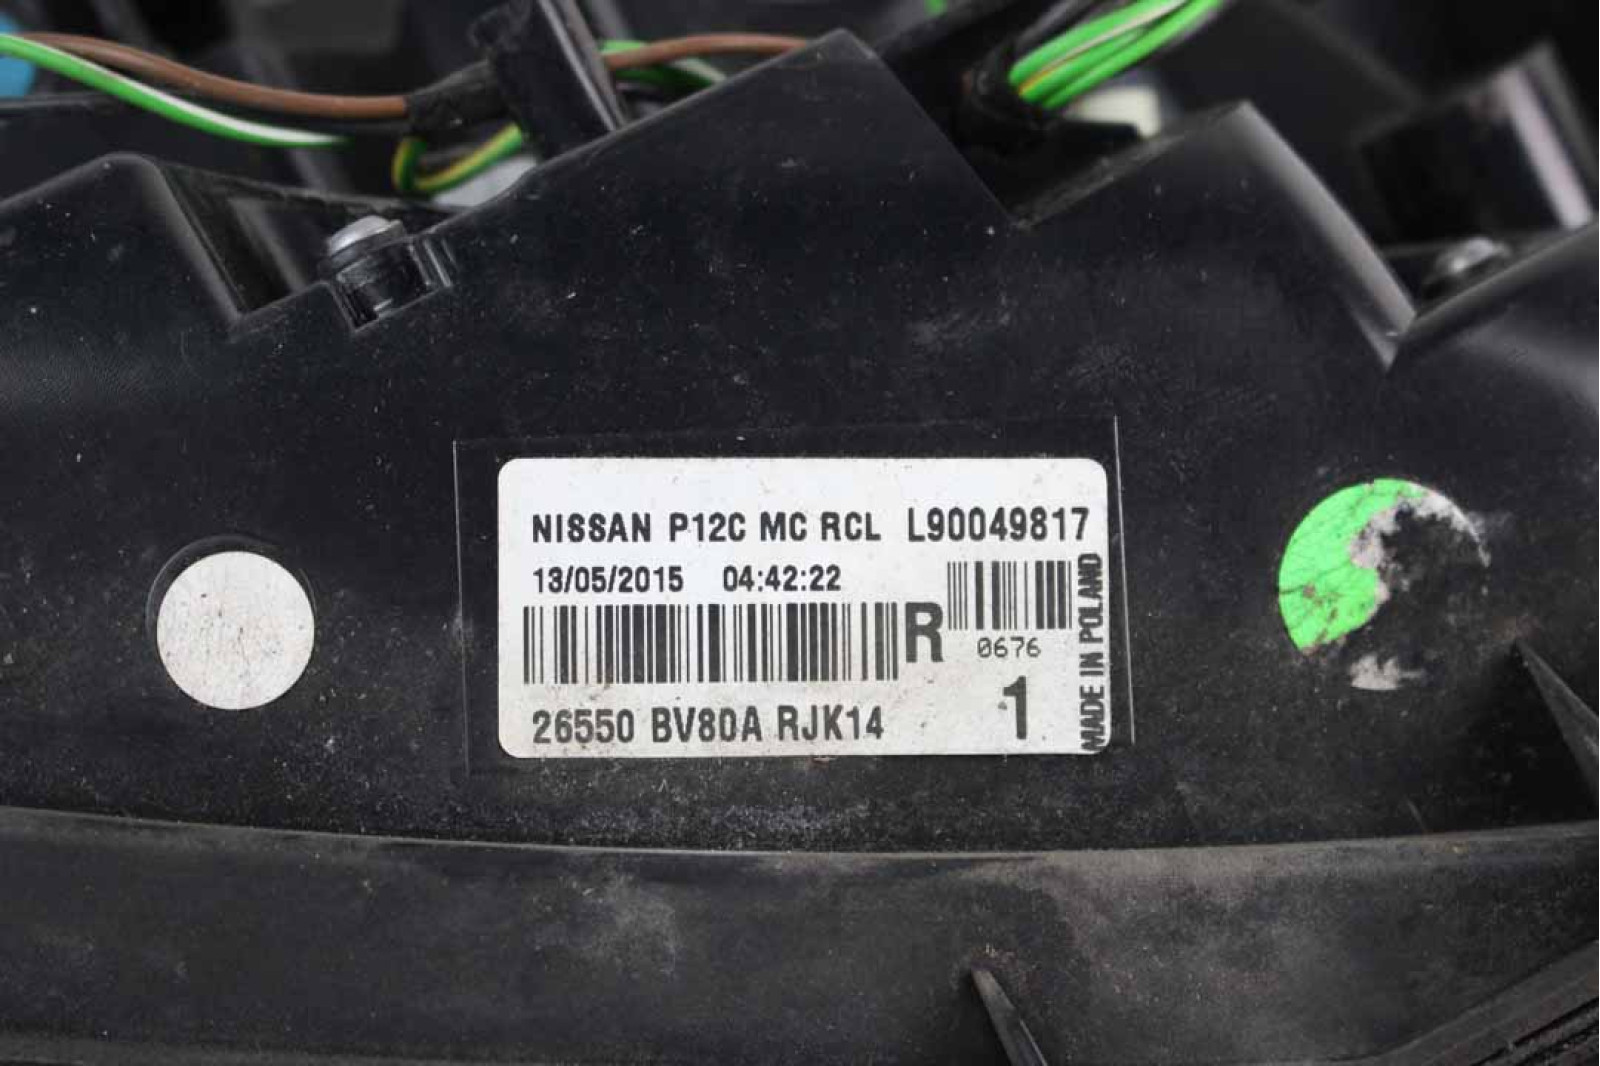 NISSAN P12C MC RCL L90049817
13/05/2015 04:42:22
R
0676
26550 BV80A RJK14
1
MADE IN POLAND